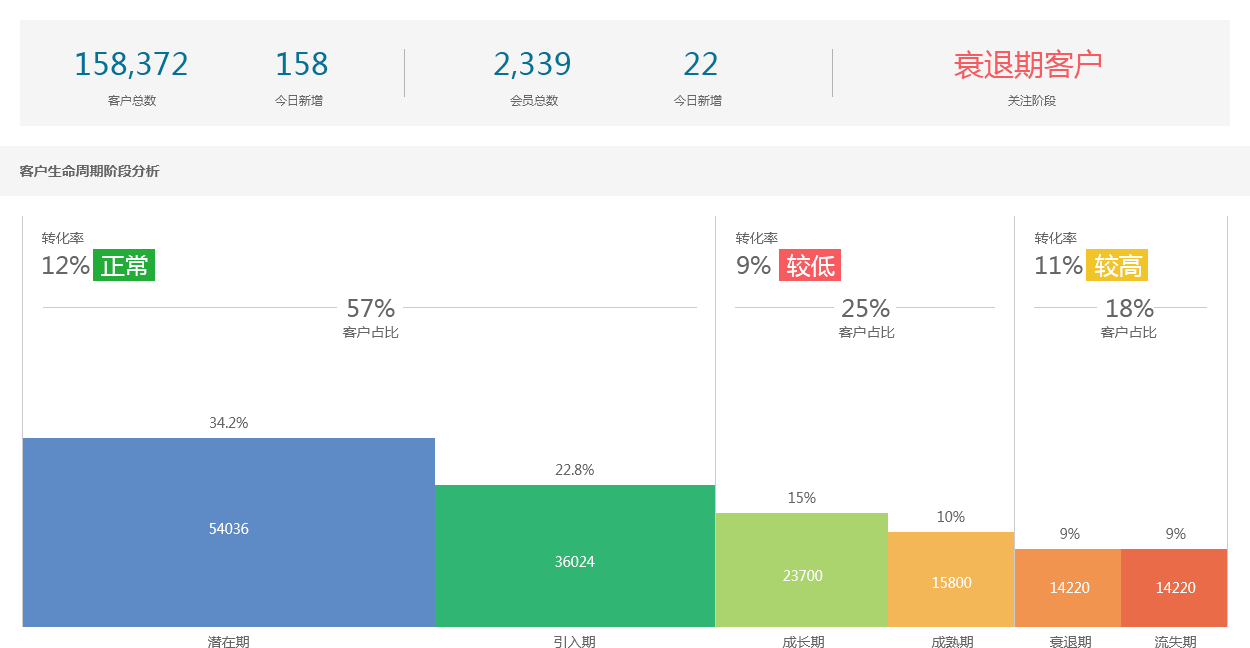 158,372
客户总数
158
今日新增
2,339
会员总数
22
今日新增
衰退期客户
关注阶段
客户生命周期阶段分析
转化率
12% 正常
57%
客户占比
转化率
9% 较低
25%
客户占比
转化率
11% 较高
18%
客户占比
34.2%
54036
潜在期
22.8%
36024
引入期
15%
23700
成长期
10%
15800
成熟期
9%
14220
衰退期
9%
14220
流失期